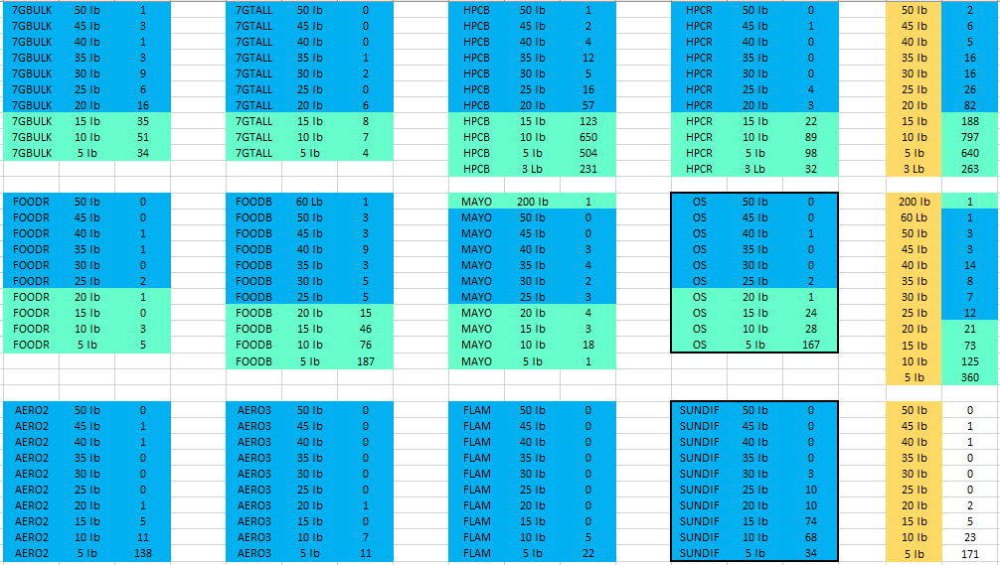 7GBULK 50 lb 1 7GTALL 50 lb 0 HPCB 50 lb 1 HPCR 50 lb 0 50 lb 2
7GBULK 45 lb 3 7GTALL 45 lb 0 HPCB 45 lb 2 HPCR 45 lb 1 45 lb 6
7GBULK 40 lb 1 7GTALL 40 lb 0 HPCB 40 lb 4 HPCR 40 lb 0 40 lb 5
7GBULK 35 lb 3 7GTALL 35 lb 1 HPCB 35 lb 12 HPCR 35 lb 0 35 lb 16
7GBULK 30 lb 9 7GTALL 30 lb 2 HPCB 30 lb 5 HPCR 30 lb 0 30 lb 16
7GBULK 25 lb 6 7GTALL 25 lb 0 HPCB 25 lb 16 HPCR 25 lb 4 25 lb 26
7GBULK 20 lb 16 7GTALL 20 lb 6 HPCB 20 lb 57 HPCR 20 lb 3 20 lb 82
7GBULK 15 lb 35 7GTALL 15 lb 8 HPCB 15 lb 123 HPCR 15 lb 22 15 lb 188
7GBULK 10 lb 51 7GTALL 10 lb 7 HPCB 10 lb 650 HPCR 10 lb 89 10 lb 797
7GBULK 5 lb 34 7GTALL 5 lb 4 HPCB 5 lb 504 HPCR 5 lb 98 5 lb 640
HPCB 3 Lb 231 HPCR 3 Lb 32 3 Lb 263
FOODR 50 lb 0 FOODB 60 Lb 1 MAYO 200 lb 1 OS 50 lb 0 200 lb 1
FOODR 45 lb 0 FOODB 50 lb 3 MAYO 50 lb 0 OS 45 lb 0 60 Lb 1
FOODR 40 lb 1 FOODB 45 lb 3 MAYO 45 lb 0 OS 40 lb 1 50 lb 3
FOODR 35 lb 1 FOODB 40 lb 9 MAYO 40 lb 3 OS 35 lb 0 45 lb 3
FOODR 30 lb 0 FOODB 35 lb 3 MAYO 35 lb 4 OS 30 lb 0 40 lb 14
FOODR 25 lb 2 FOODB 30 lb 5 MAYO 30 lb 2 OS 25 lb 2 35 lb 8
FOODR 20 lb 1 FOODB 25 lb 5 MAYO 25 lb 3 OS 20 lb 1 30 lb 7
FOODR 15 lb 0 FOODB 20 lb 15 MAYO 20 lb 4 OS 15 lb 24 25 lb 12
FOODR 10 lb 3 FOODB 15 lb 46 MAYO 15 lb 3 OS 10 lb 28 20 lb 21
FOODR 5 lb 5 FOODB 10 lb 76 MAYO 10 lb 18 OS 5 lb 167 15 lb 73
FOODB 5 lb 187 MAYO 5 lb 1 10 lb 125
5 lb 360
AERO2 50 lb 0 AERO3 50 lb 0 FLAM 50 lb 0 SUNDIF 50 lb 0 50 lb 0
AERO2 45 lb 1 AERO3 45 lb 0 FLAM 45 lb 0 SUNDIF 45 lb 0 45 lb 1
AERO2 40 lb 1 AERO3 40 lb 0 FLAM 40 lb 0 SUNDIF 40 lb 0 40 lb 1
AERO2 35 lb 0 AERO3 35 lb 0 FLAM 35 lb 0 SUNDIF 35 lb 0 35 lb 0
AERO2 30 lb 0 AERO3 30 lb 0 FLAM 30 lb 0 SUNDIF 30 lb 3 30 lb 0
AERO2 25 lb 0 AERO3 25 lb 0 FLAM 25 lb 0 SUNDIF 25 lb 10 25 lb 0
AERO2 20 lb 1 AERO3 20 lb 1 FLAM 20 lb 0 SUNDIF 20 lb 10 20 lb 2
AERO2 15 lb 5 AERO3 15 lb 0 FLAM 15 lb 0 SUNDIF 15 lb 74 15 lb 5
AERO2 10 lb 11 AERO3 10 lb 7 FLAM 10 lb 5 SUNDIF 10 lb 68 10 lb 23
AERO2 5 lb 138 AERO3 5 lb 11 FLAM 5 lb 22 SUNDIF 5 lb 34 5 lb 171